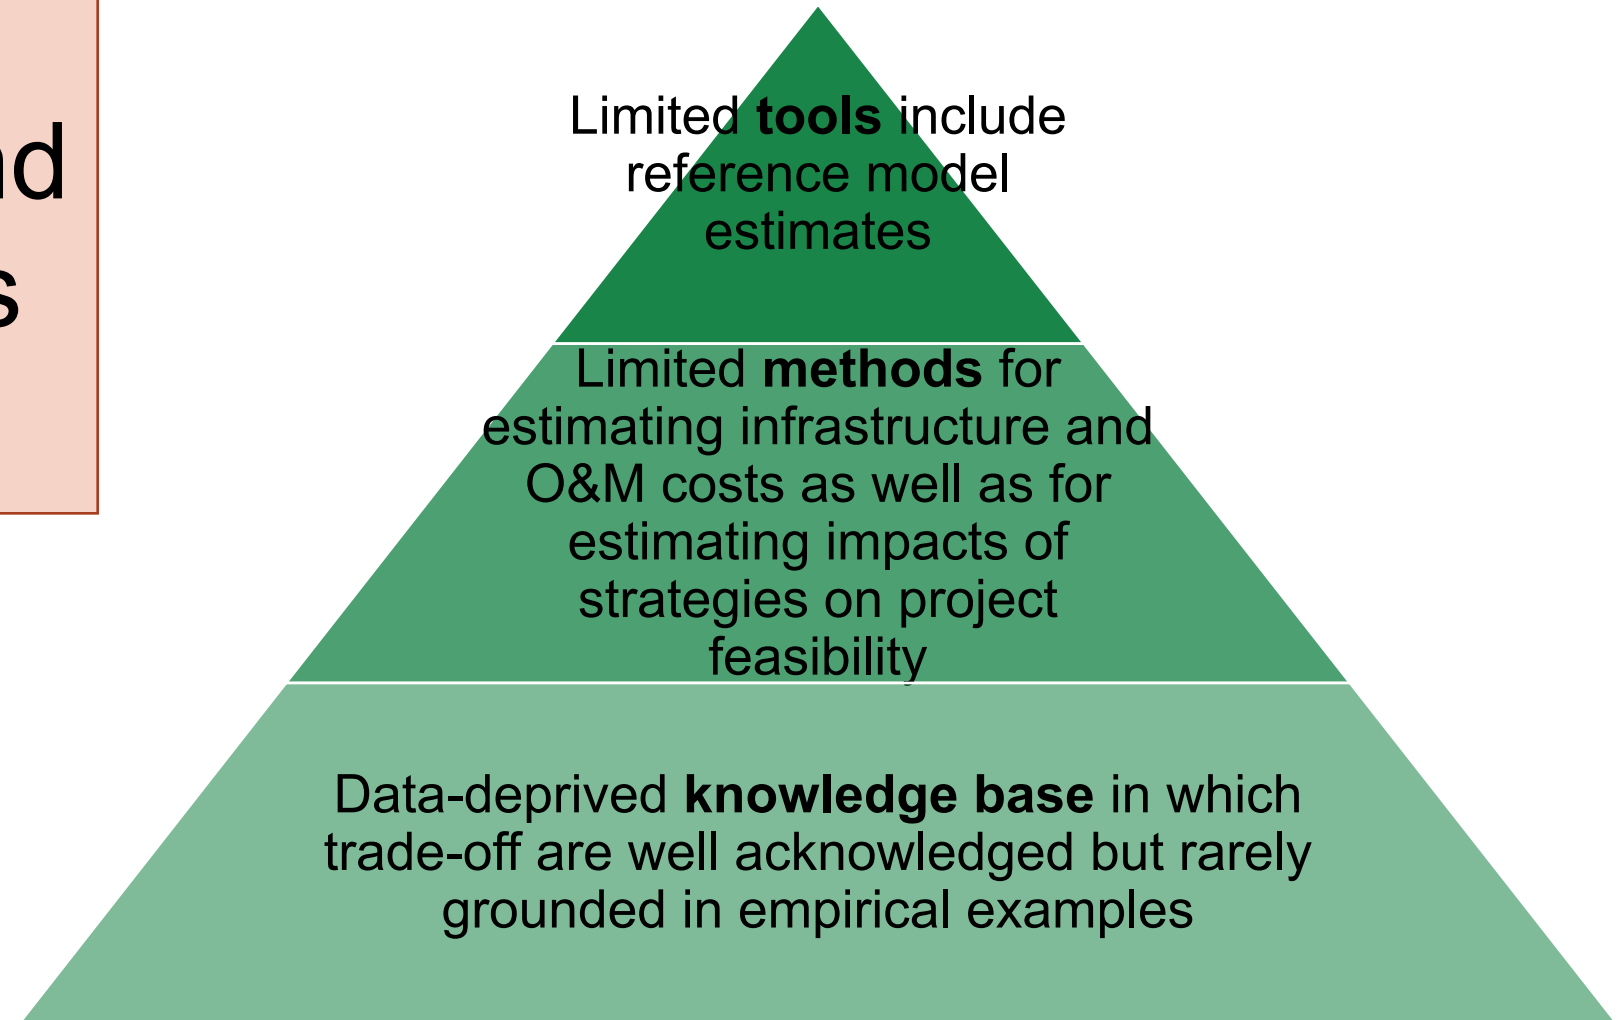 Limited tools include
reference model
estimates
Limited methods for
estimating infrastructure and
O&M costs as well as for
estimating impacts of
strategies on project
feasibility
Data-deprived knowledge base in which
trade-off are well acknowledged but rarely
grounded in empirical examples